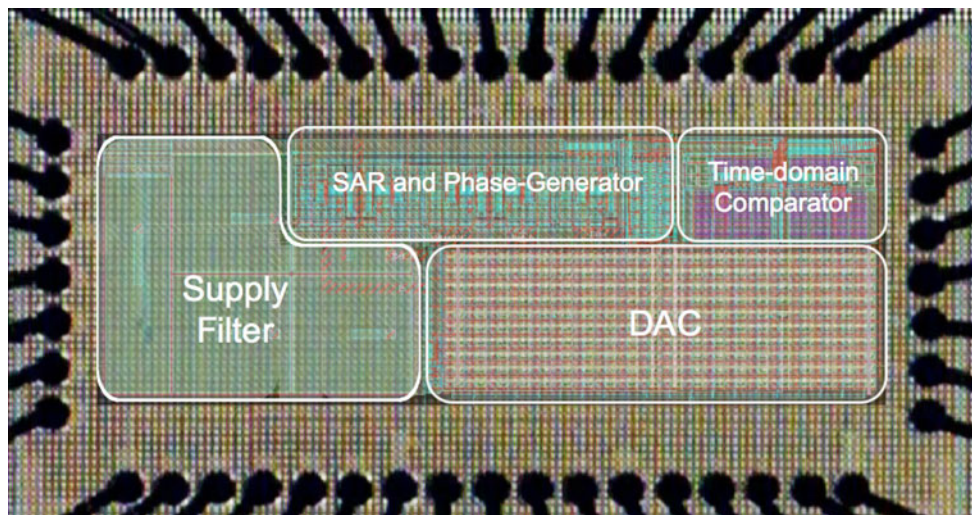 SAR and Phase-Generator
Time-domain
Comparator
Supply
Filter
DAC